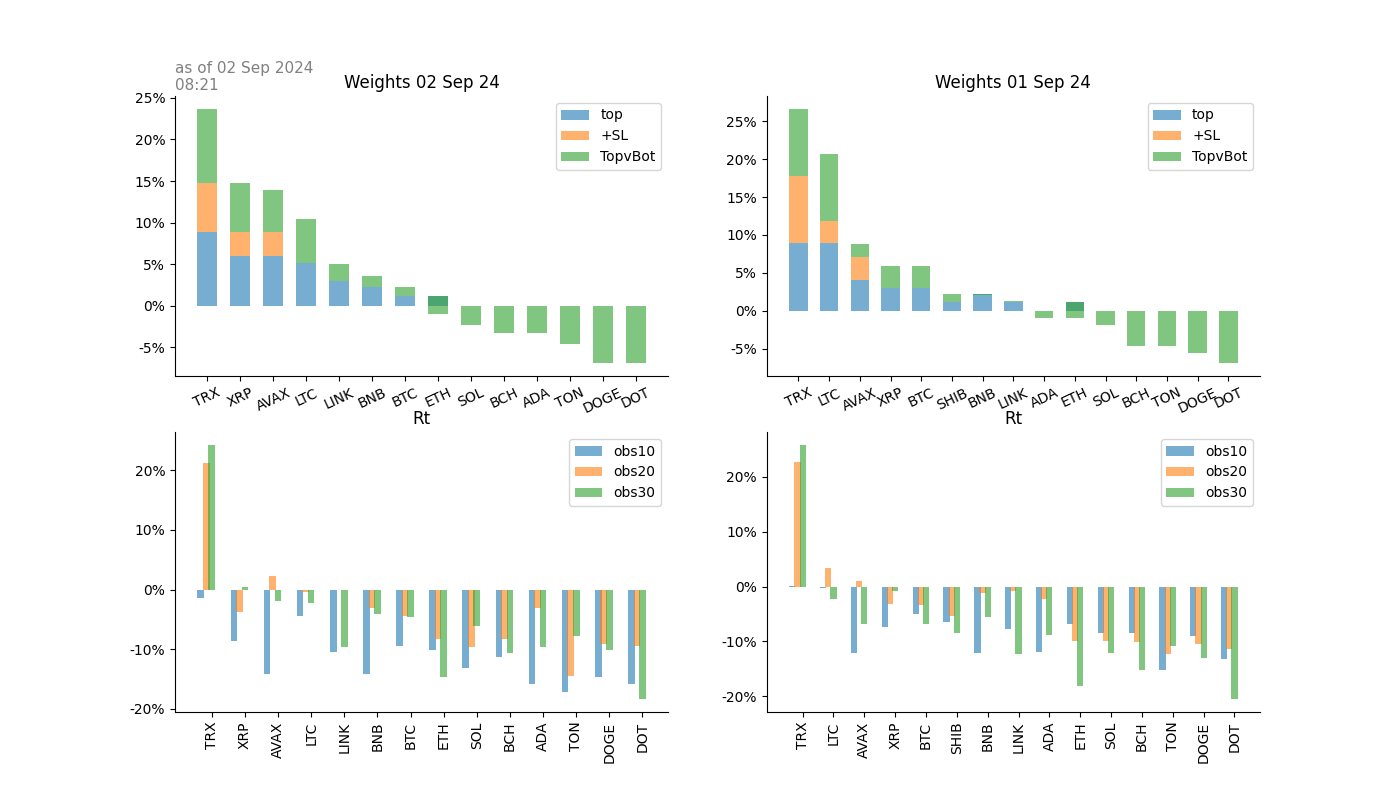 as of 02 Sep 2024
08:21
Weights 02 Sep 24
25%
20%
15%
10%
5%
0%
-5%
top
+SL
TopvBot
TRX XRP AVAX LTC LINK BNB BTC ETH SOL BCH ADA TON DOGE DOT
Weights 01 Sep 24
25%
20%
15%
10%
5%
0%
-5%
top
+SL
TopvBot
TRX LTC AVAX XRP BTC SHIB BNB LINK ADA ETH SOL BCH TON DOGE DOT
Rt
20%
10%
0%
-10%
-20%
obs10
obs20
obs30
TRX XRP AVAX LTC LINK BNB BTC ETH SOL BCH ADA TON DOGE DOT
Rt
20%
10%
0%
-10%
-20%
obs10
obs20
obs30
TRX LTC AVAX XRP BTC SHIB BNB LINK ADA ETH SOL BCH TON DOGE DOT